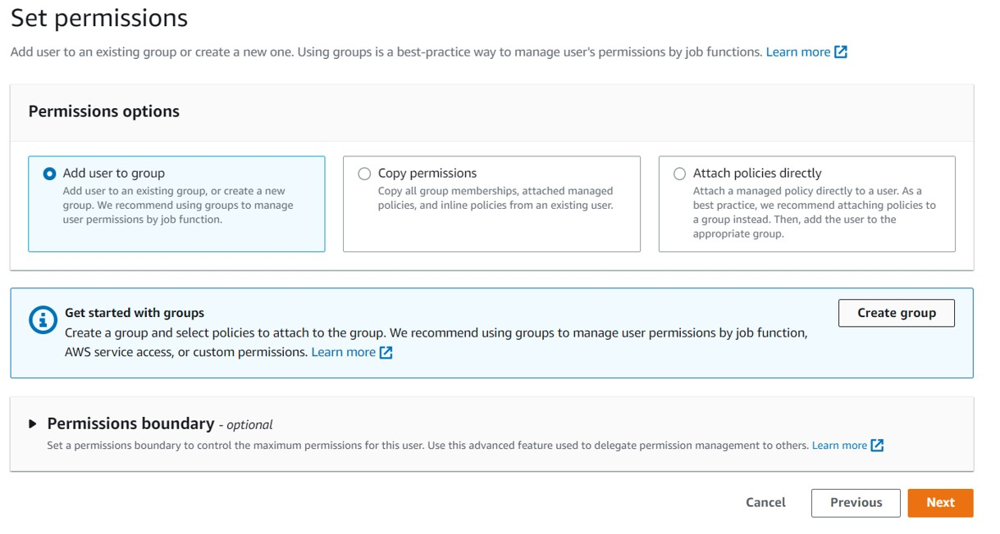 Set permissions
Add user to an existing group or create a new one. Using groups is a best-practice way to manage user's permissions by job functions. Learn more
Permissions options
Add user to group
Add user to an existing group, or create a new
group. We recommend using groups to manage
user permissions by job function.
Copy permissions
Copy all group memberships, attached managed
policies, and inline policies from an existing user.
Attach policies directly
Attach a managed policy directly to a user. As a
best practice, we recommend attaching policies to
a group instead. Then, add the user to the
appropriate group.
Get started with groups
Create a group and select policies to attach to the group. We recommend using groups to manage user permissions by job function,
AWS service access, or custom permissions. Learn more
Create group
Permissions boundary - optional
Set a permissions boundary to control the maximum permissions for this user. Use this advanced feature used to delegate permission management to others. Learn more
Cancel
Previous
Next